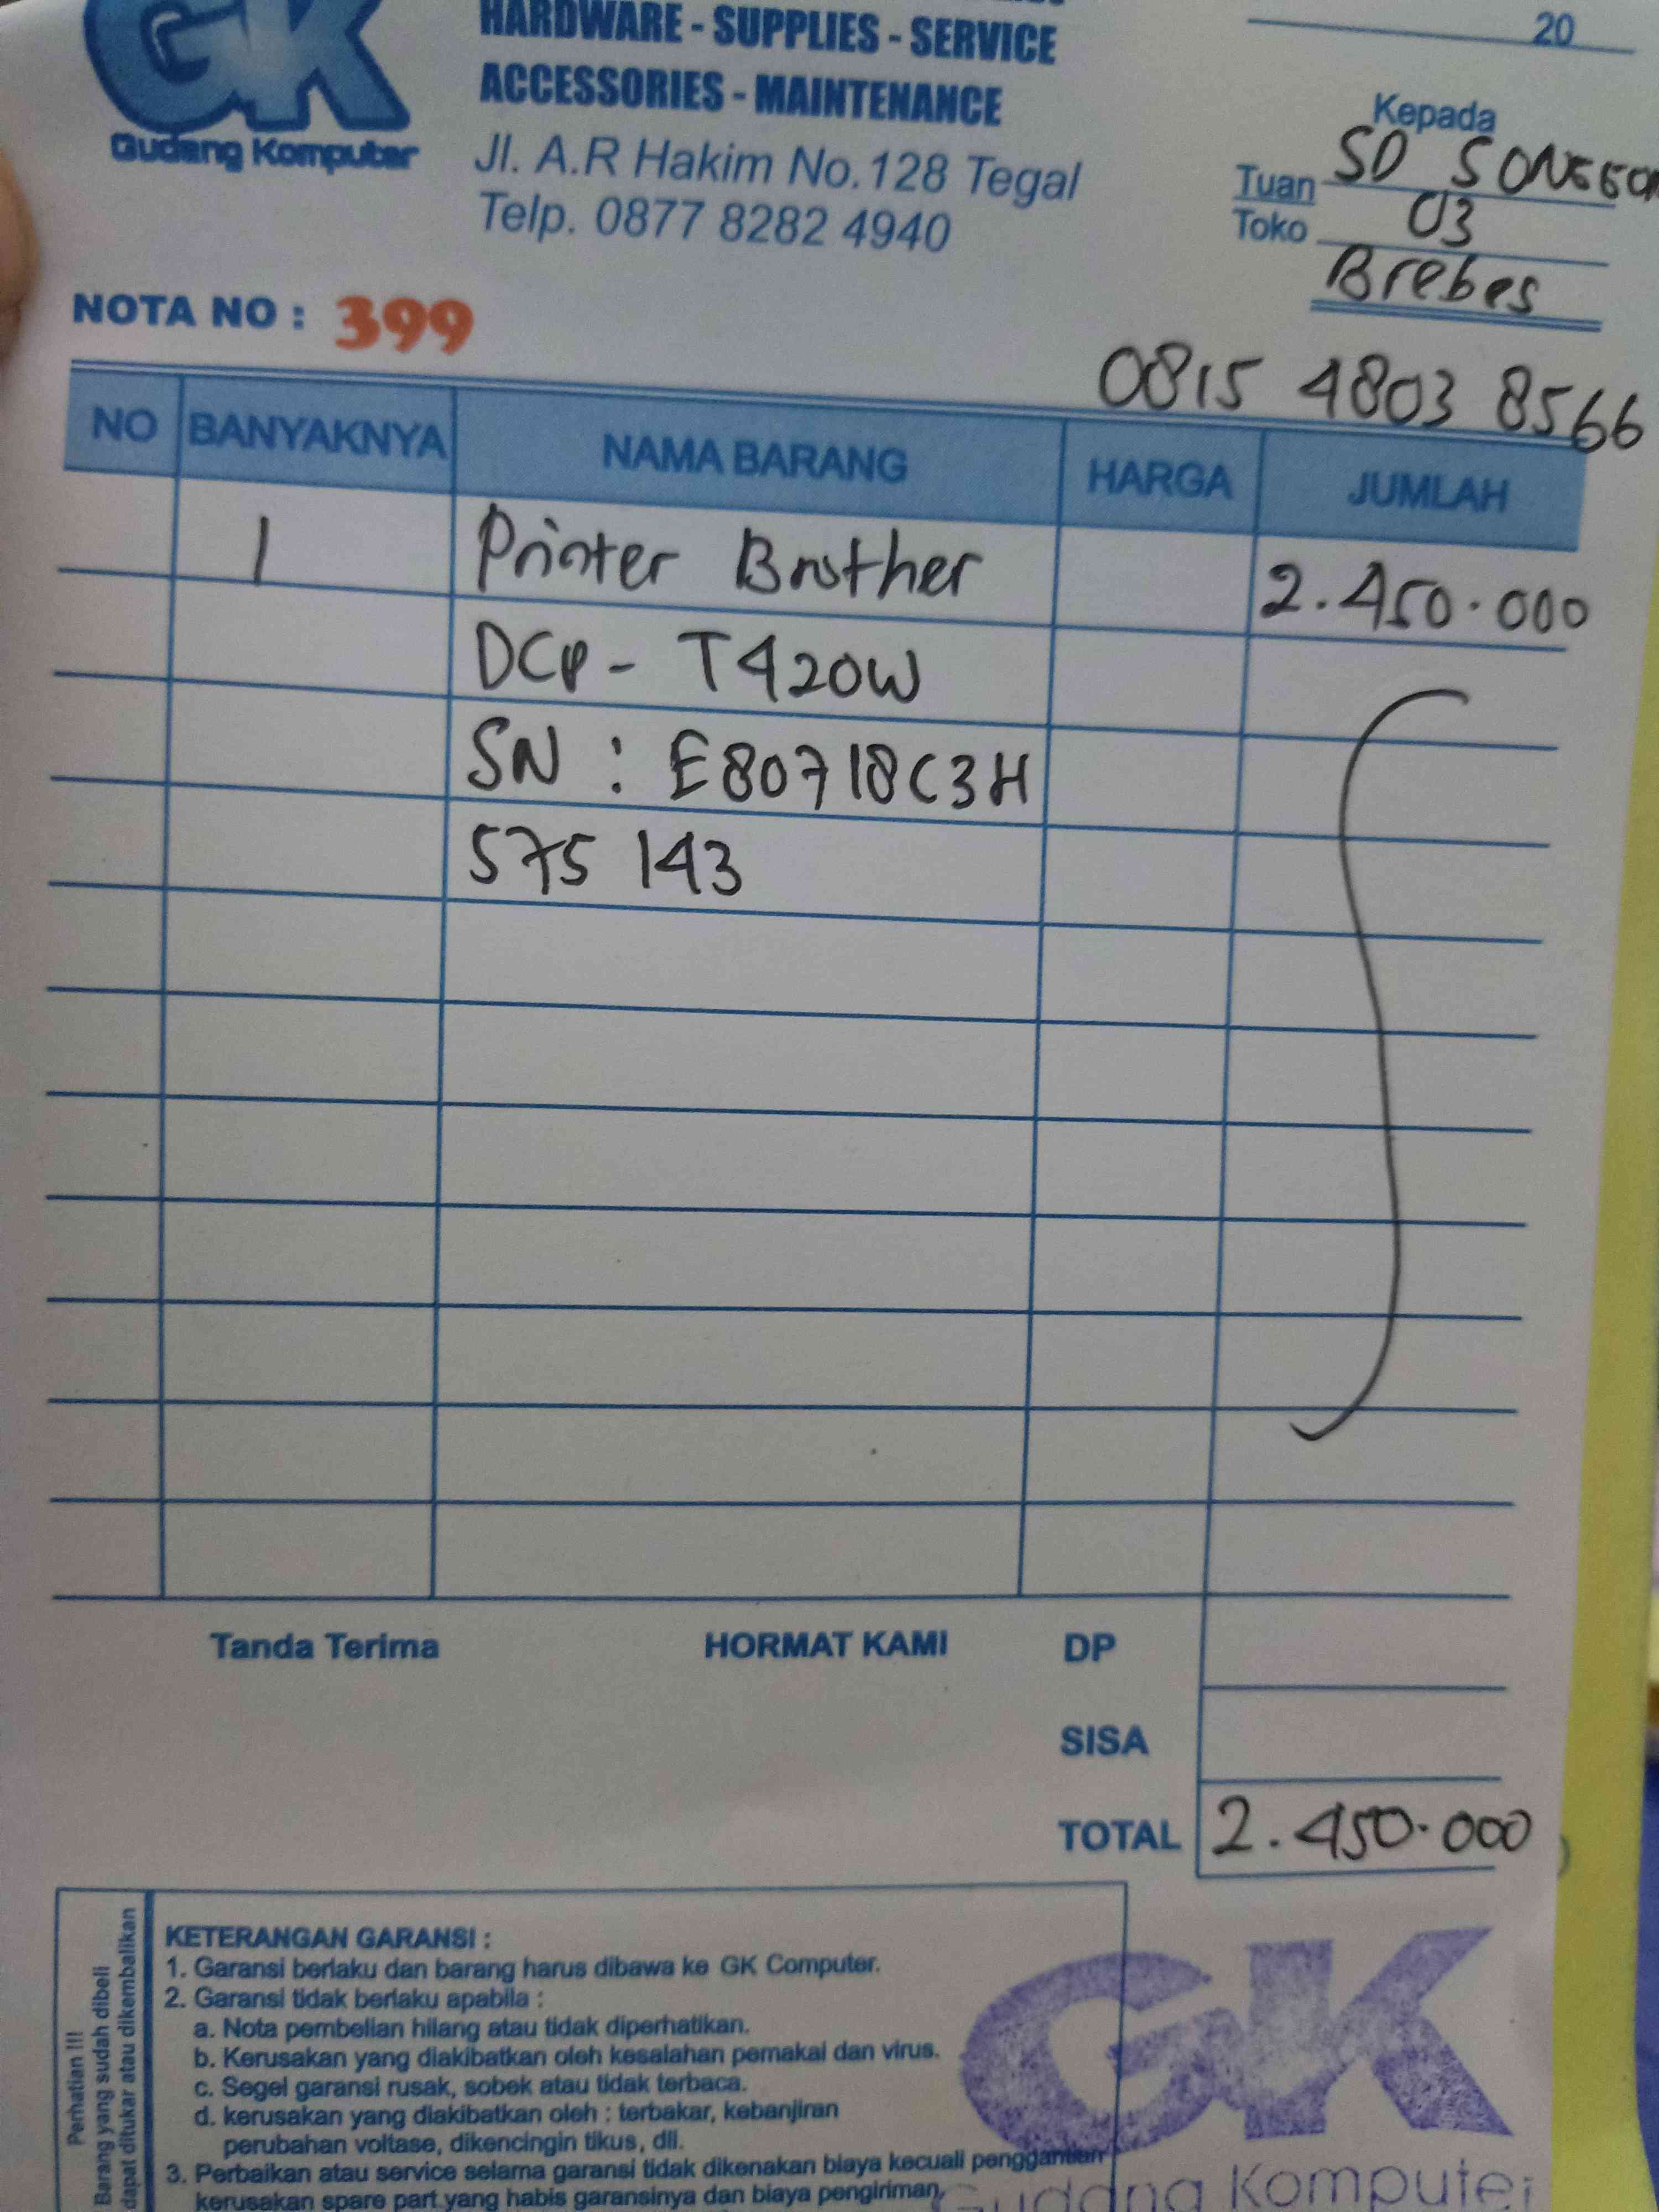 HARDWARE - SUPPLIES - SERVICE
ACCESSORIES - MAINTENANCE
Jl. A.R Hakim No.128 Tegal
Telp. 0877 8282 4940
GK
Gudang Komputer
20
Kepada
Tuan SD
Toko 03
Brebes
0815 4803 8566
NOTA NO : 399
NO BANYAKNYA NAMA BARANG HARGA JUMLAH
1 Printer Brother 2.450.000
DCP - T420W
SN : E80718C3H
575 143
Tanda Terima HORMAT KAMI DP
SISA
TOTAL 2.450.000
Perhatian !!!
Barang yang sudah dibeli
dapat ditukar atau dikembalikan
KETERANGAN GARANSI :
1. Garansi berlaku dan barang harus dibawa ke GK Computer.
2. Garansi tidak berlaku apabila :
a. Nota pembelian hilang atau tidak diperhatikan.
b. Kerusakan yang diakibatkan oleh kesalahan pemakai dan virus.
c. Segel garansi rusak, sobek atau tidak terbaca.
d. kerusakan yang diakibatkan oleh : terbakar, kebanjiran
perubahan voltase, dikencingin tikus, dll.
3. Perbaikan atau service selama garansi tidak dikenakan biaya kecuali penggantian
kerusakan spare part yang habis garansinya dan biaya pengiriman.
GK
Gudang Komputer